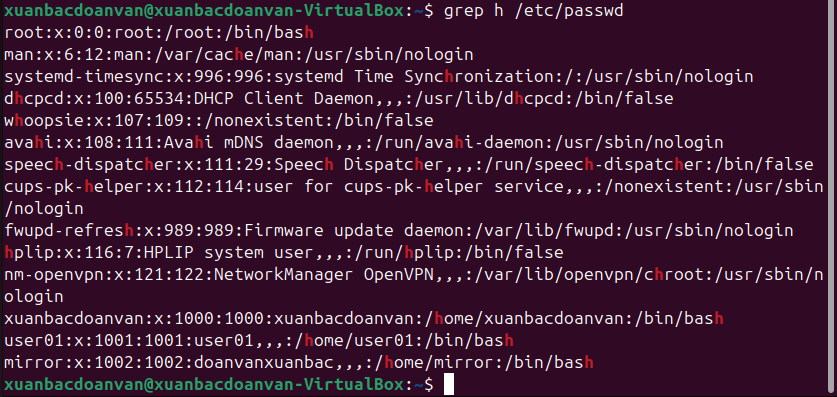 xuanbacdoanvan@xuanbacdoanvan-VirtualBox:~$ grep h /etc/passwd
root:x:0:0:root:/root:/bin/bash
man:x:6:12:man:/var/cache/man:/usr/sbin/nologin
systemd-timesync:x:996:996:systemd Time Synchronization:/:/usr/sbin/nologin
dhcpcd:x:100:65534:DHCP Client Daemon,,,:/usr/lib/dhcpcd:/bin/false
whoopsie:x:107:109::/nonexistent:/bin/false
avahi:x:108:111:Avahi mDNS daemon,,,:/run/avahi-daemon:/usr/sbin/nologin
speech-dispatcher:x:111:29:Speech Dispatcher,,,:/run/speech-dispatcher:/bin/false
cups-pk-helper:x:112:114:user for cups-pk-helper service,,,:/nonexistent:/usr/sbin
/nologin
fwupd-refresh:x:989:989:Firmware update daemon:/var/lib/fwupd:/usr/sbin/nologin
hplip:x:116:7:HPLIP system user,,,:/run/hplip:/bin/false
nm-openvpn:x:121:122:NetworkManager OpenVPN,,,:/var/lib/openvpn/chroot:/usr/sbin/n
ologin
xuanbacdoanvan:x:1000:1000:xuanbacdoanvan:/home/xuanbacdoanvan:/bin/bash
user01:x:1001:1001:user01,,,:/home/user01:/bin/bash
mirror:x:1002:1002:doanvanxuanbac,,,:/home/mirror:/bin/bash
xuanbacdoanvan@xuanbacdoanvan-VirtualBox:~$